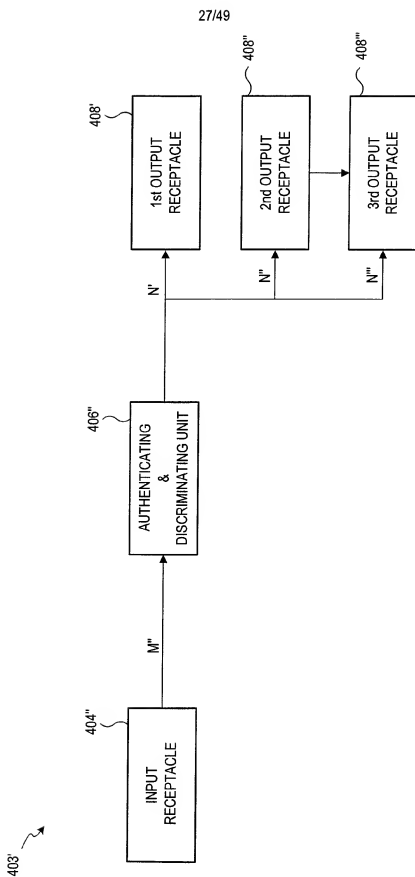 27/49
403'
404"
INPUT
RECEPTACLE
M"
406"
AUTHENTICATING
&
DISCRIMINATING UNIT
N'
408'
1st OUTPUT
RECEPTACLE
N"
408"
2nd OUTPUT
RECEPTACLE
N'"
408'"
3rd OUTPUT
RECEPTACLE